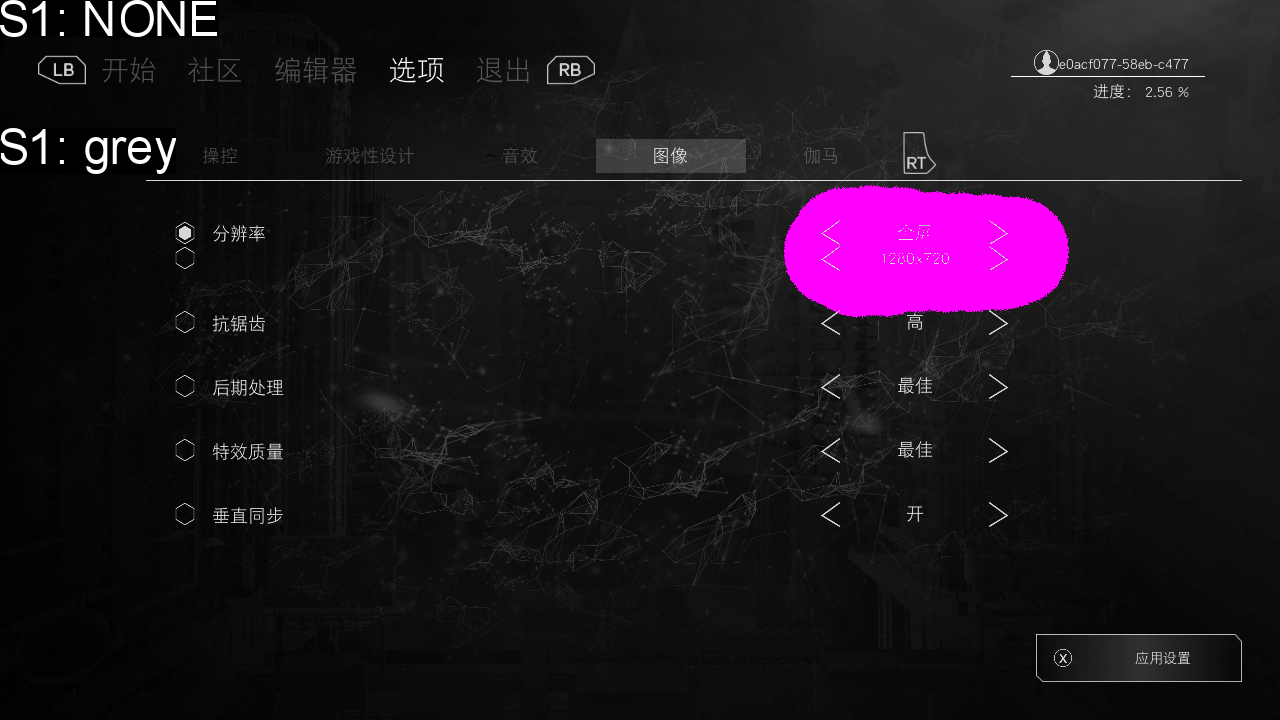 S1: NONE
LB 开始 社区 编辑器 选项 退出 RB
e0acf077-58eb-c477
进度： 2.56 %
S1: grey
操控 游戏性设计 音效 图像 伽马 RT
分辨率 全屏
1280x720
抗锯齿 高
后期处理 最佳
特效质量 最佳
垂直同步 开
X 应用设置